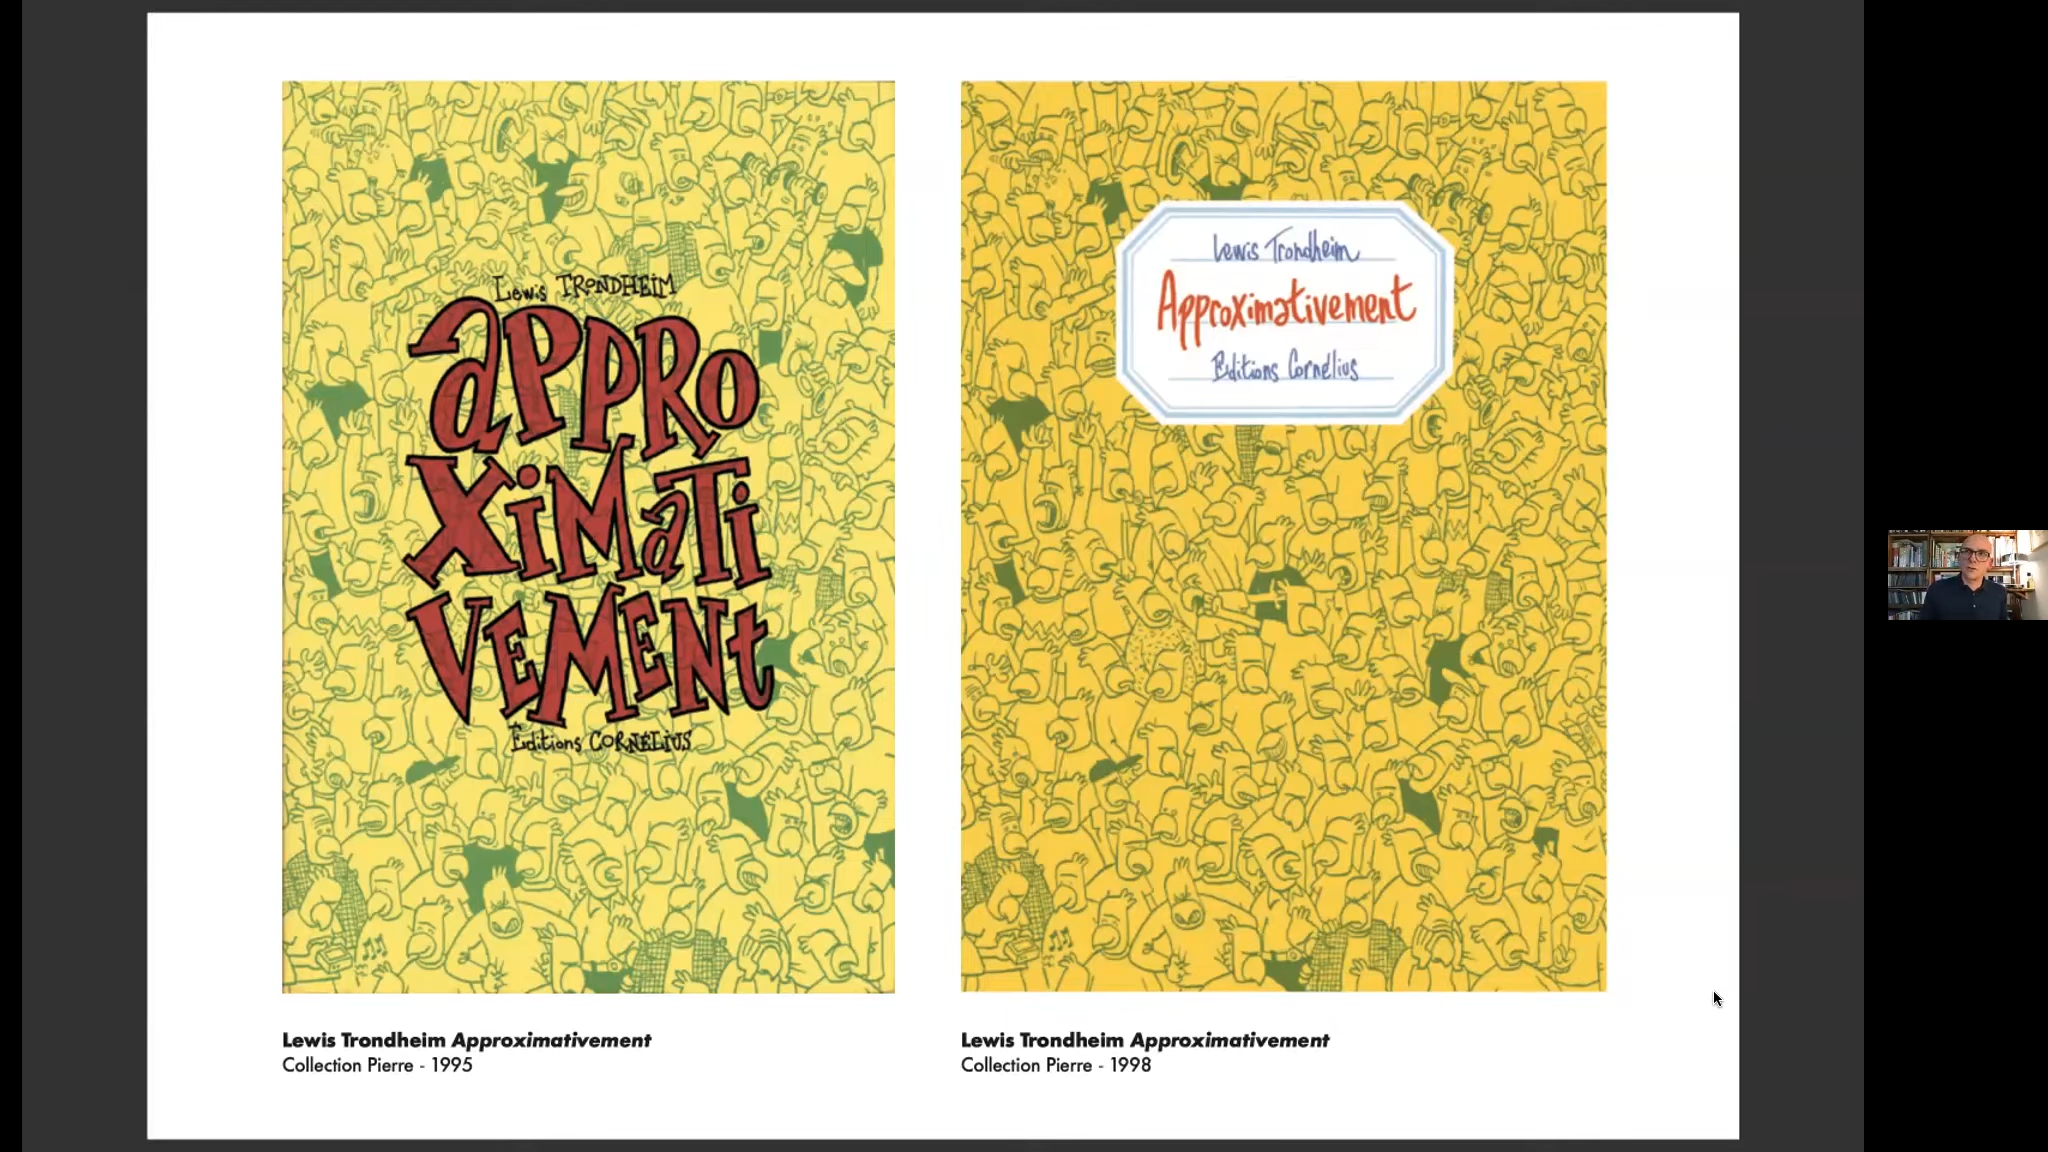 Lewis TRONDHEIM
APPRO
XiMaTi
VEMENt
Éditions CORNÉLIUS
Lewis Trondheim Approximativement
Collection Pierre - 1995
Lewis Trondheim
Approximativement
Editions Cornélius
Lewis Trondheim Approximativement
Collection Pierre - 1998